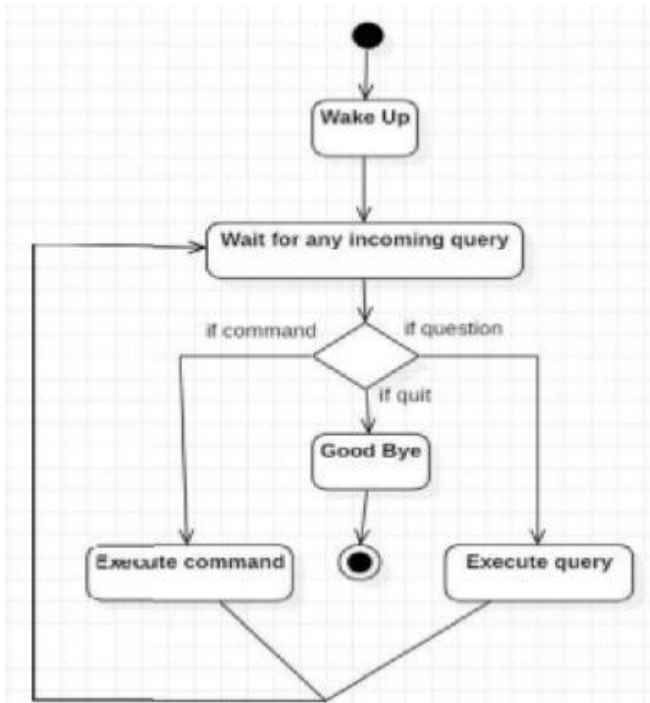 Wake Up
Wait for any incoming query
if command
if question
if quit
Good Bye
Execute command
Execute query